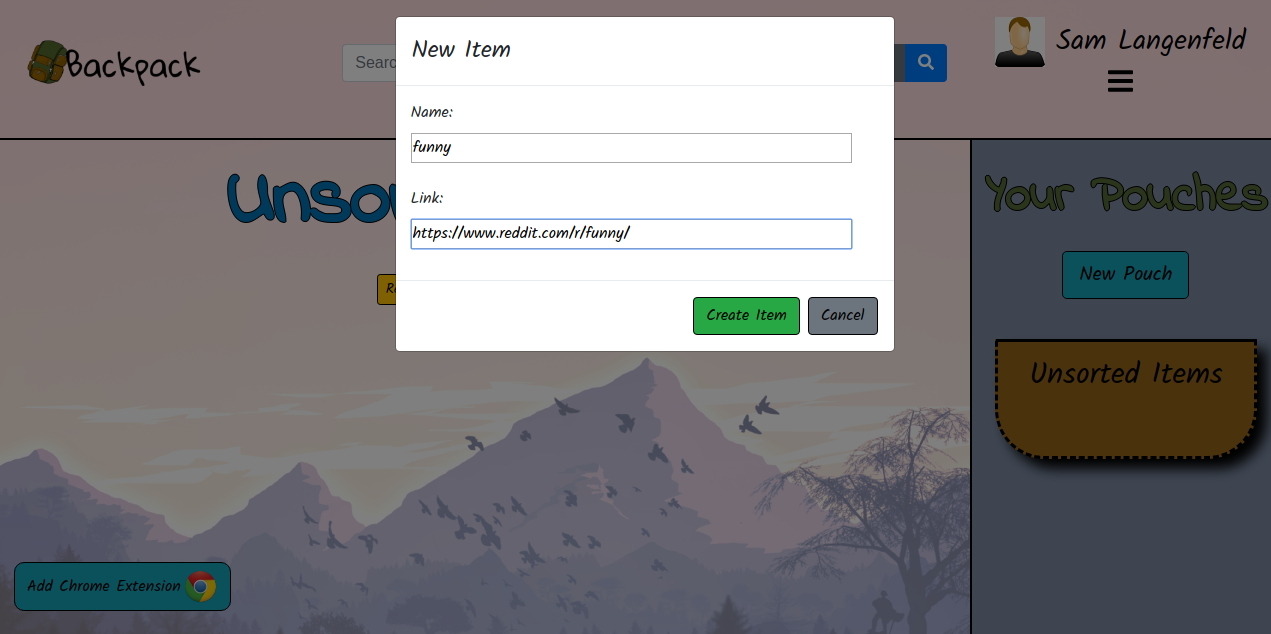 Backpack
Searc
Sam Langenfeld
New Item
Name:
funny
Link:
https://www.reddit.com/r/funny/
Create Item
Cancel
Unso
Your Pouches
New Pouch
Unsorted Items
Add Chrome Extension